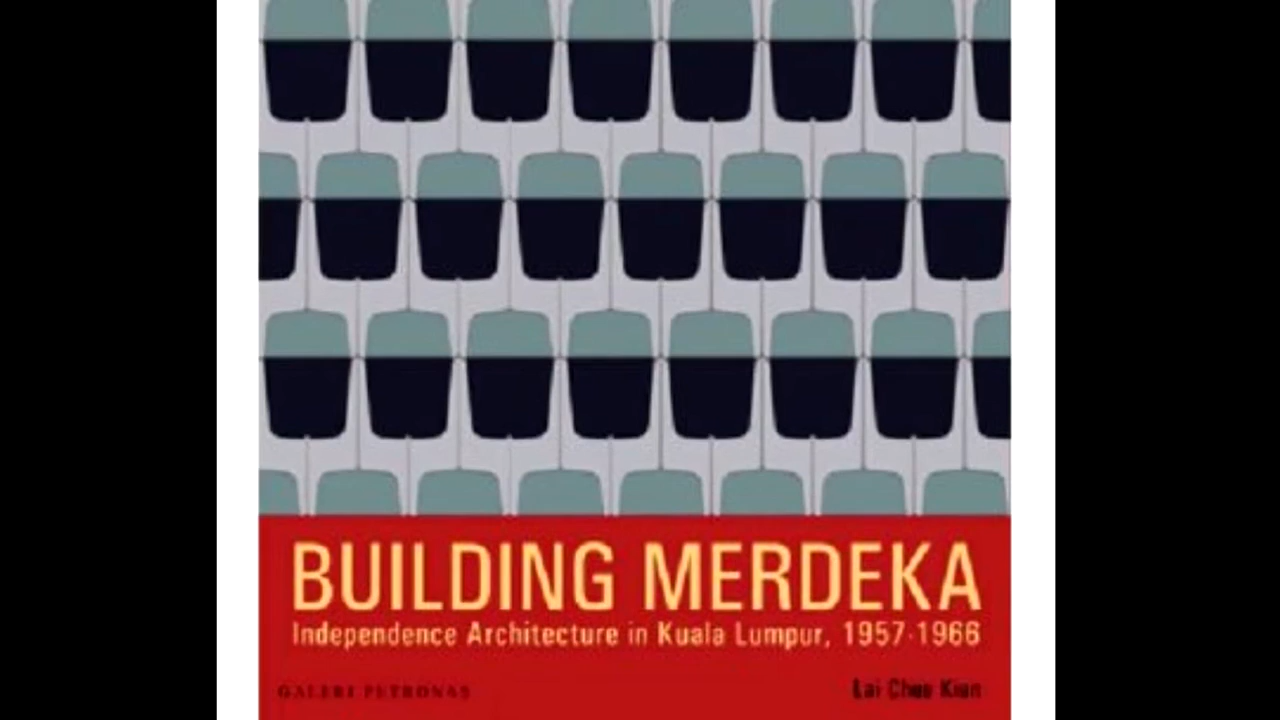 BUILDING MERDEKA
Independence Architecture in Kuala Lumpur, 1957-1966
GALERI PETRONAS
Lai Chee Kien